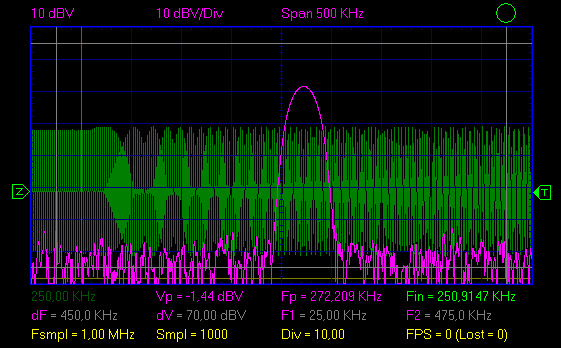 10 dBV 10 dBV/Div Span 500 KHz
Z T
250,00 KHz Vp = -1,44 dBV Fp = 272,209 KHz Fin = 250,9147 KHz
dF = 450,0 KHz dV = 70,00 dBV F1 = 25,00 KHz F2 = 475,0 KHz
Fsmpl = 1,00 MHz Smpl = 1000 Div = 10,00 FPS = 0 (Lost = 0)